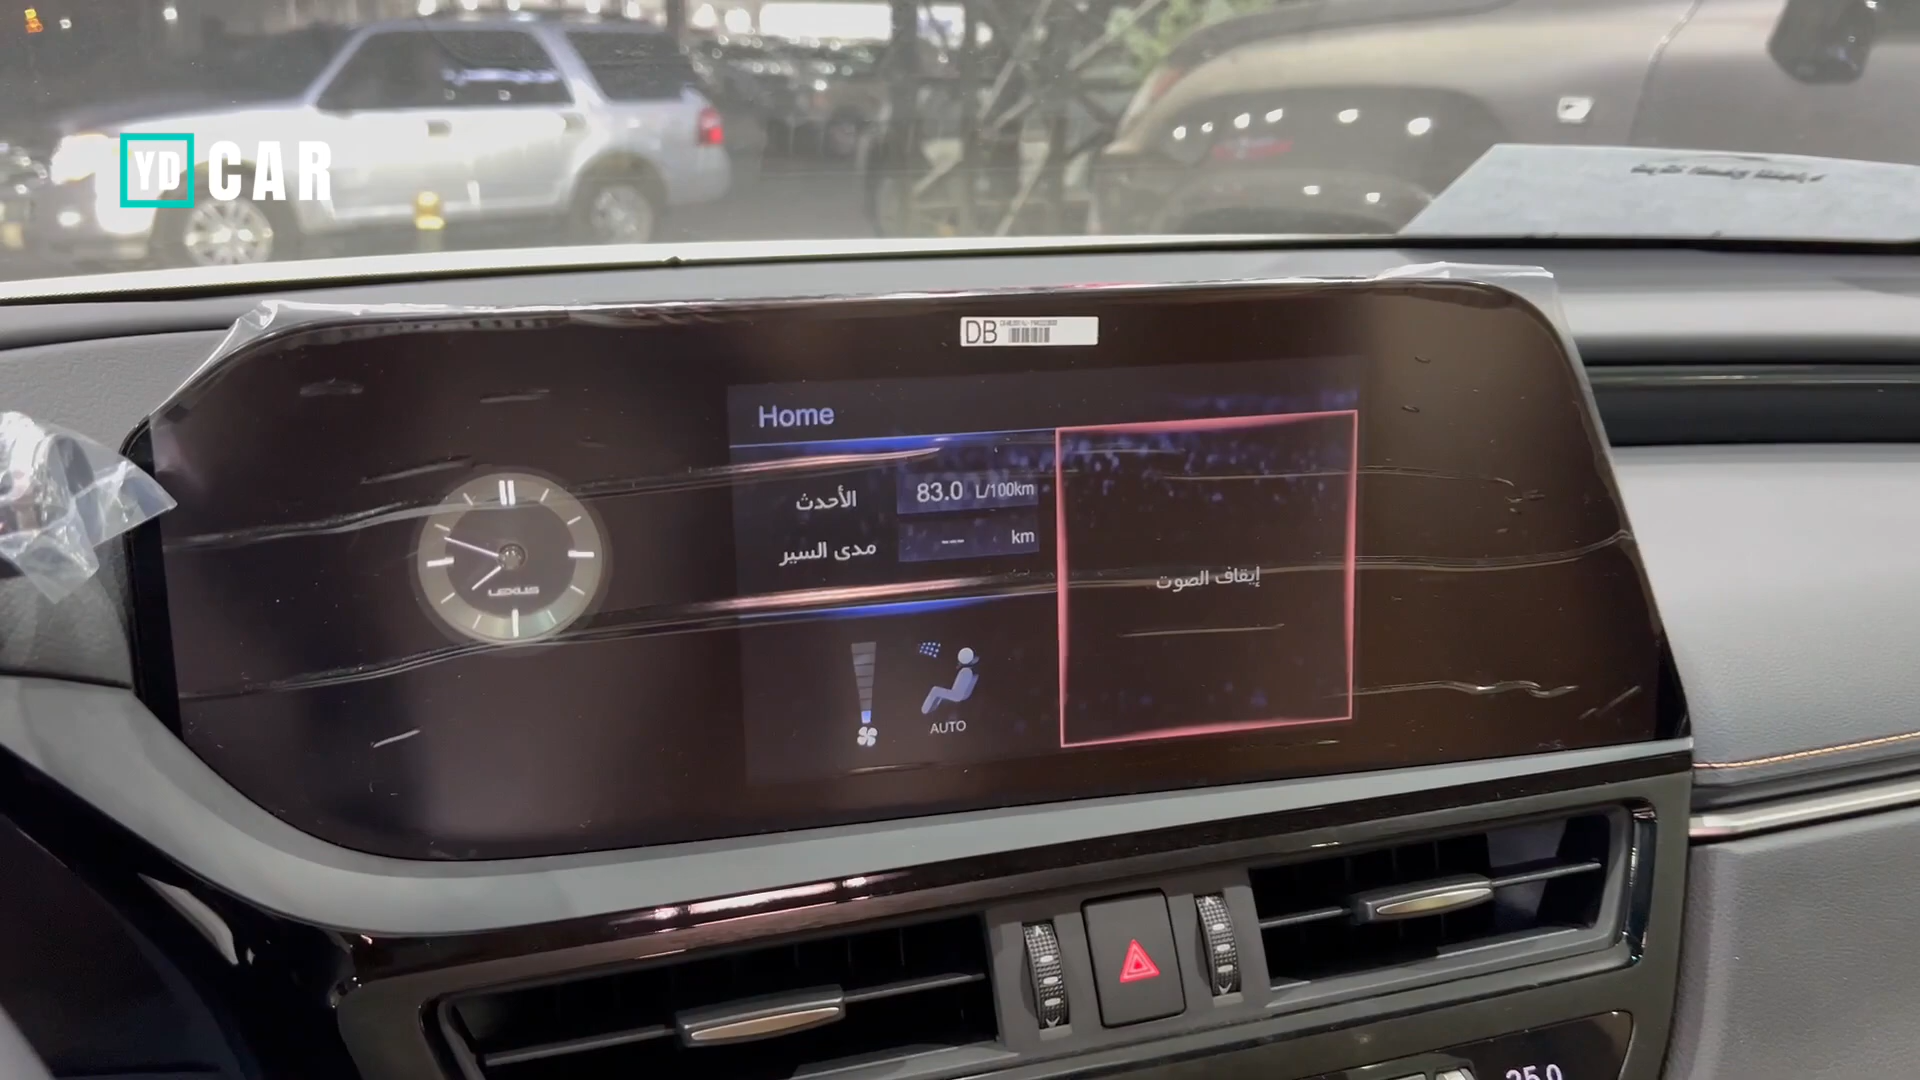 YD CAR
DB
Home
الأحدث 83.0 L/100km
مدى السير --- km
إيقاف الصوت
LEXUS
AUTO